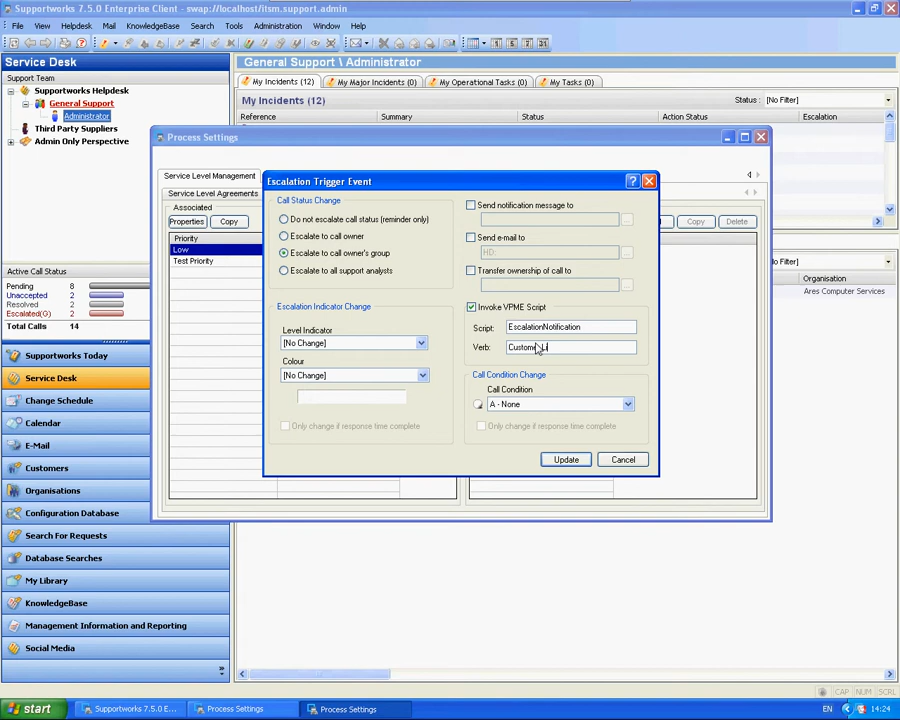 Supportworks 7.5.0 Enterprise Client - swap://localhost/itsm.support.admin
File View Helpdesk Mail KnowledgeBase Search Tools Administration Window Help
Service Desk
Support Team
Supportworks Helpdesk
General Support
Administrator
Third Party Suppliers
Admin Only Perspective
Active Call Status
Pending 8
Unaccepted 2
Resolved 2
Escalated(G) 2
Total Calls 14
Supportworks Today
Service Desk
Change Schedule
Calendar
E-Mail
Customers
Organisations
Configuration Database
Search For Requests
Database Searches
My Library
KnowledgeBase
Management Information and Reporting
Social Media
General Support \ Administrator
My Incidents (12) My Major Incidents (0) My Operational Tasks (0) My Tasks (0)
My Incidents (12) Status : [No Filter]
Reference Summary Status Action Status Escalation
Process Settings
Service Level Management
Service Level Agreements
Associated
Properties Copy
Copy Delete
Priority
Low
Test Priority
Organisation
Ares Computer Services
Escalation Trigger Event
Call Status Change
Do not escalate call status (reminder only)
Escalate to call owner
Escalate to call owner's group
Escalate to all support analysts
Escalation Indicator Change
Level Indicator
[No Change]
Colour
[No Change]
Only change if response time complete
Send notification message to
Send e-mail to
HD:
Transfer ownership of call to
Invoke VPME Script
Script: EscalationNotification
Verb:
Call Condition Change
Call Condition
A - None
Only change if response time complete
Update Cancel
CAP NUM SCRL
start Supportworks 7.5.0 E... Process Settings Process Settings EN 14:24